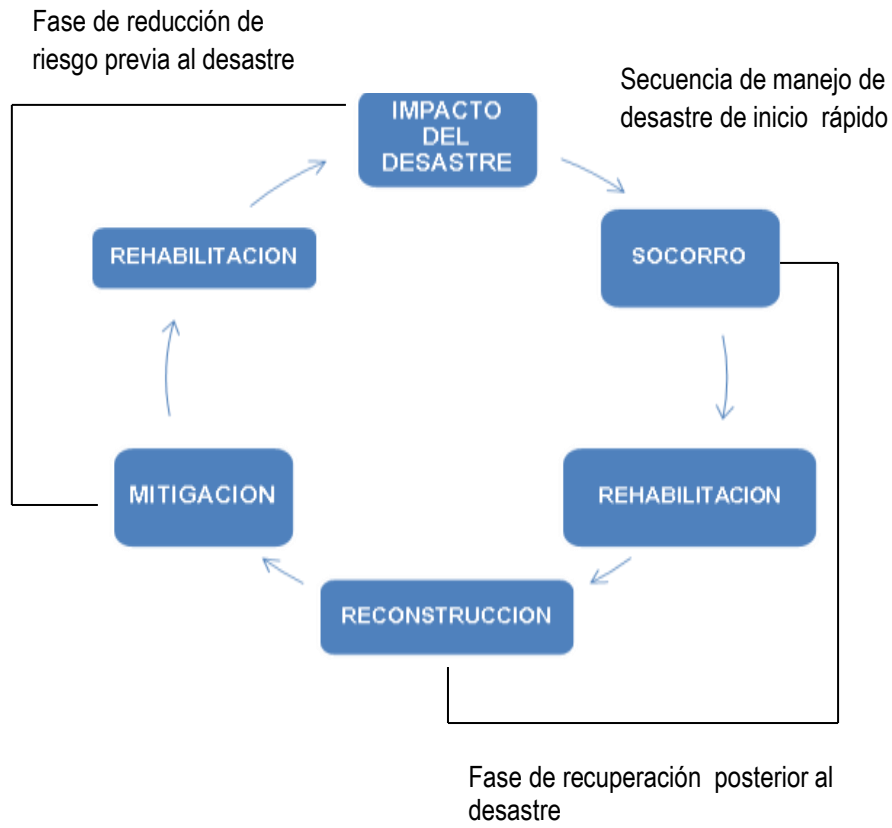 Fase de reducción de
riesgo previa al desastre
Secuencia de manejo de
desastre de inicio rápido
IMPACTO
DEL
DESASTRE
SOCORRO
REHABILITACION
REHABILITACION
MITIGACION
RECONSTRUCCION
Fase de recuperación posterior al
desastre